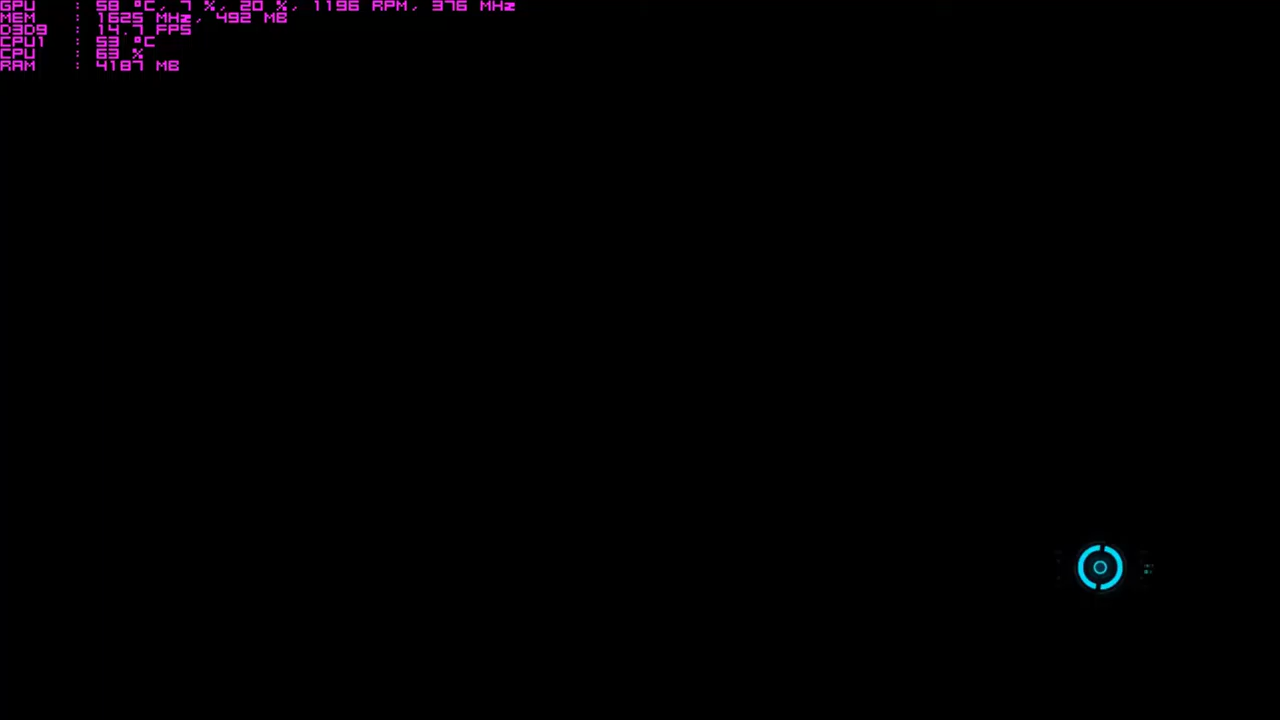 GPU : 58 °C, 7 %, 20 %, 1196 RPM, 376 MHz
MEM : 1625 MHz, 492 MB
D3D9 : 14.7 FPS
CPU1 : 53 °C
CPU : 63 %
RAM : 4187 MB